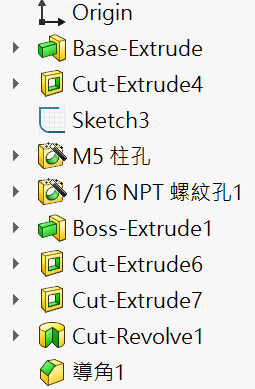 Origin
Base-Extrude
Cut-Extrude4
Sketch3
M5 柱孔
1/16 NPT 螺紋孔1
Boss-Extrude1
Cut-Extrude6
Cut-Extrude7
Cut-Revolve1
導角1